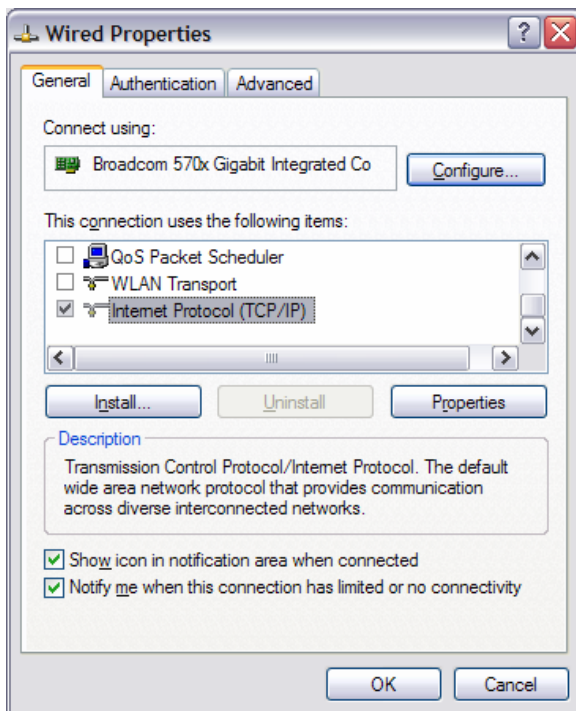 Wired Properties
General Authentication Advanced
Connect using:
Broadcom 570x Gigabit Integrated Co
Configure...
This connection uses the following items:
QoS Packet Scheduler
WLAN Transport
Internet Protocol (TCP/IP)
Install... Uninstall Properties
Description
Transmission Control Protocol/Internet Protocol. The default
wide area network protocol that provides communication
across diverse interconnected networks.
Show icon in notification area when connected
Notify me when this connection has limited or no connectivity
OK Cancel